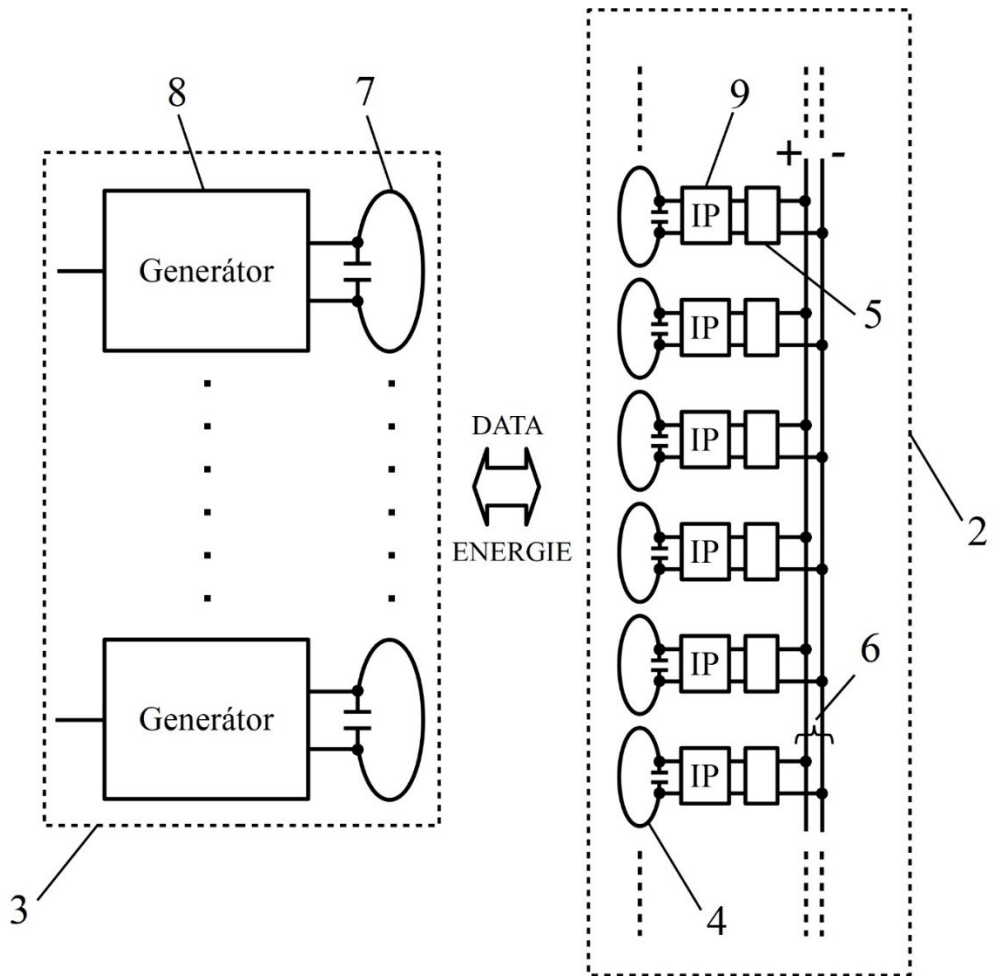 8
7
9
+ -
Generátor
IP
5
IP
DATA
IP
2
ENERGIE
IP
6
IP
Generátor
IP
3
4